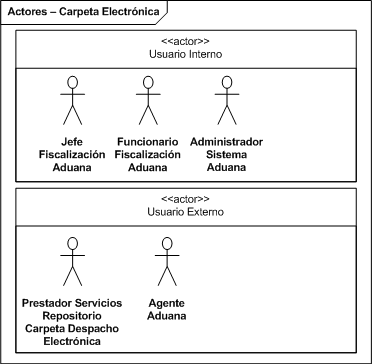 Actores – Carpeta Electrónica
<<actor>>
Usuario Interno
Jefe
Fiscalización
Aduana
Funcionario
Fiscalización
Aduana
Administrador
Sistema
Aduana
<<actor>>
Usuario Externo
Prestador Servicios
Repositorio
Carpeta Despacho
Electrónica
Agente
Aduana